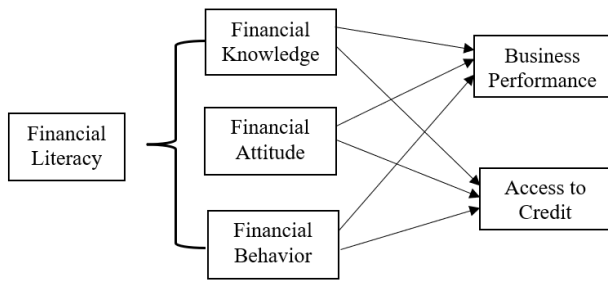 Financial
Literacy
Financial
Knowledge
Financial
Attitude
Financial
Behavior
Business
Performance
Access to
Credit